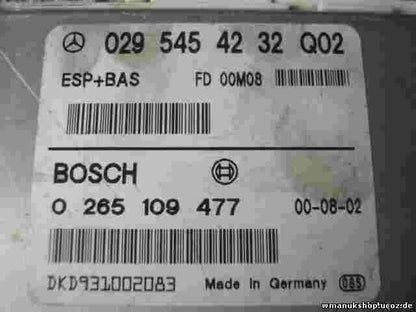 029 545 42 32 Q02
ESP+BAS FD 00M08
BOSCH
0 265 109 477 00-08-02
DKD931002083 Made in Germany
wmanukshop.ucoz.de